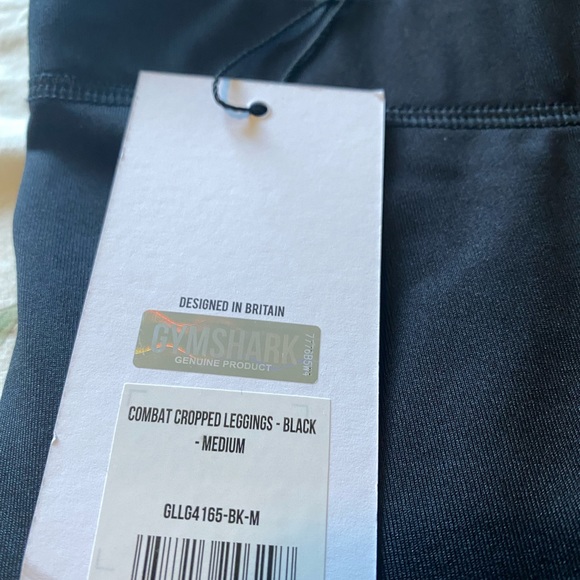 DESIGNED IN BRITAIN
GYMSHARK
GENUINE PRODUCT
COMBAT CROPPED LEGGINGS - BLACK
- MEDIUM
GLLG4165-BK-M